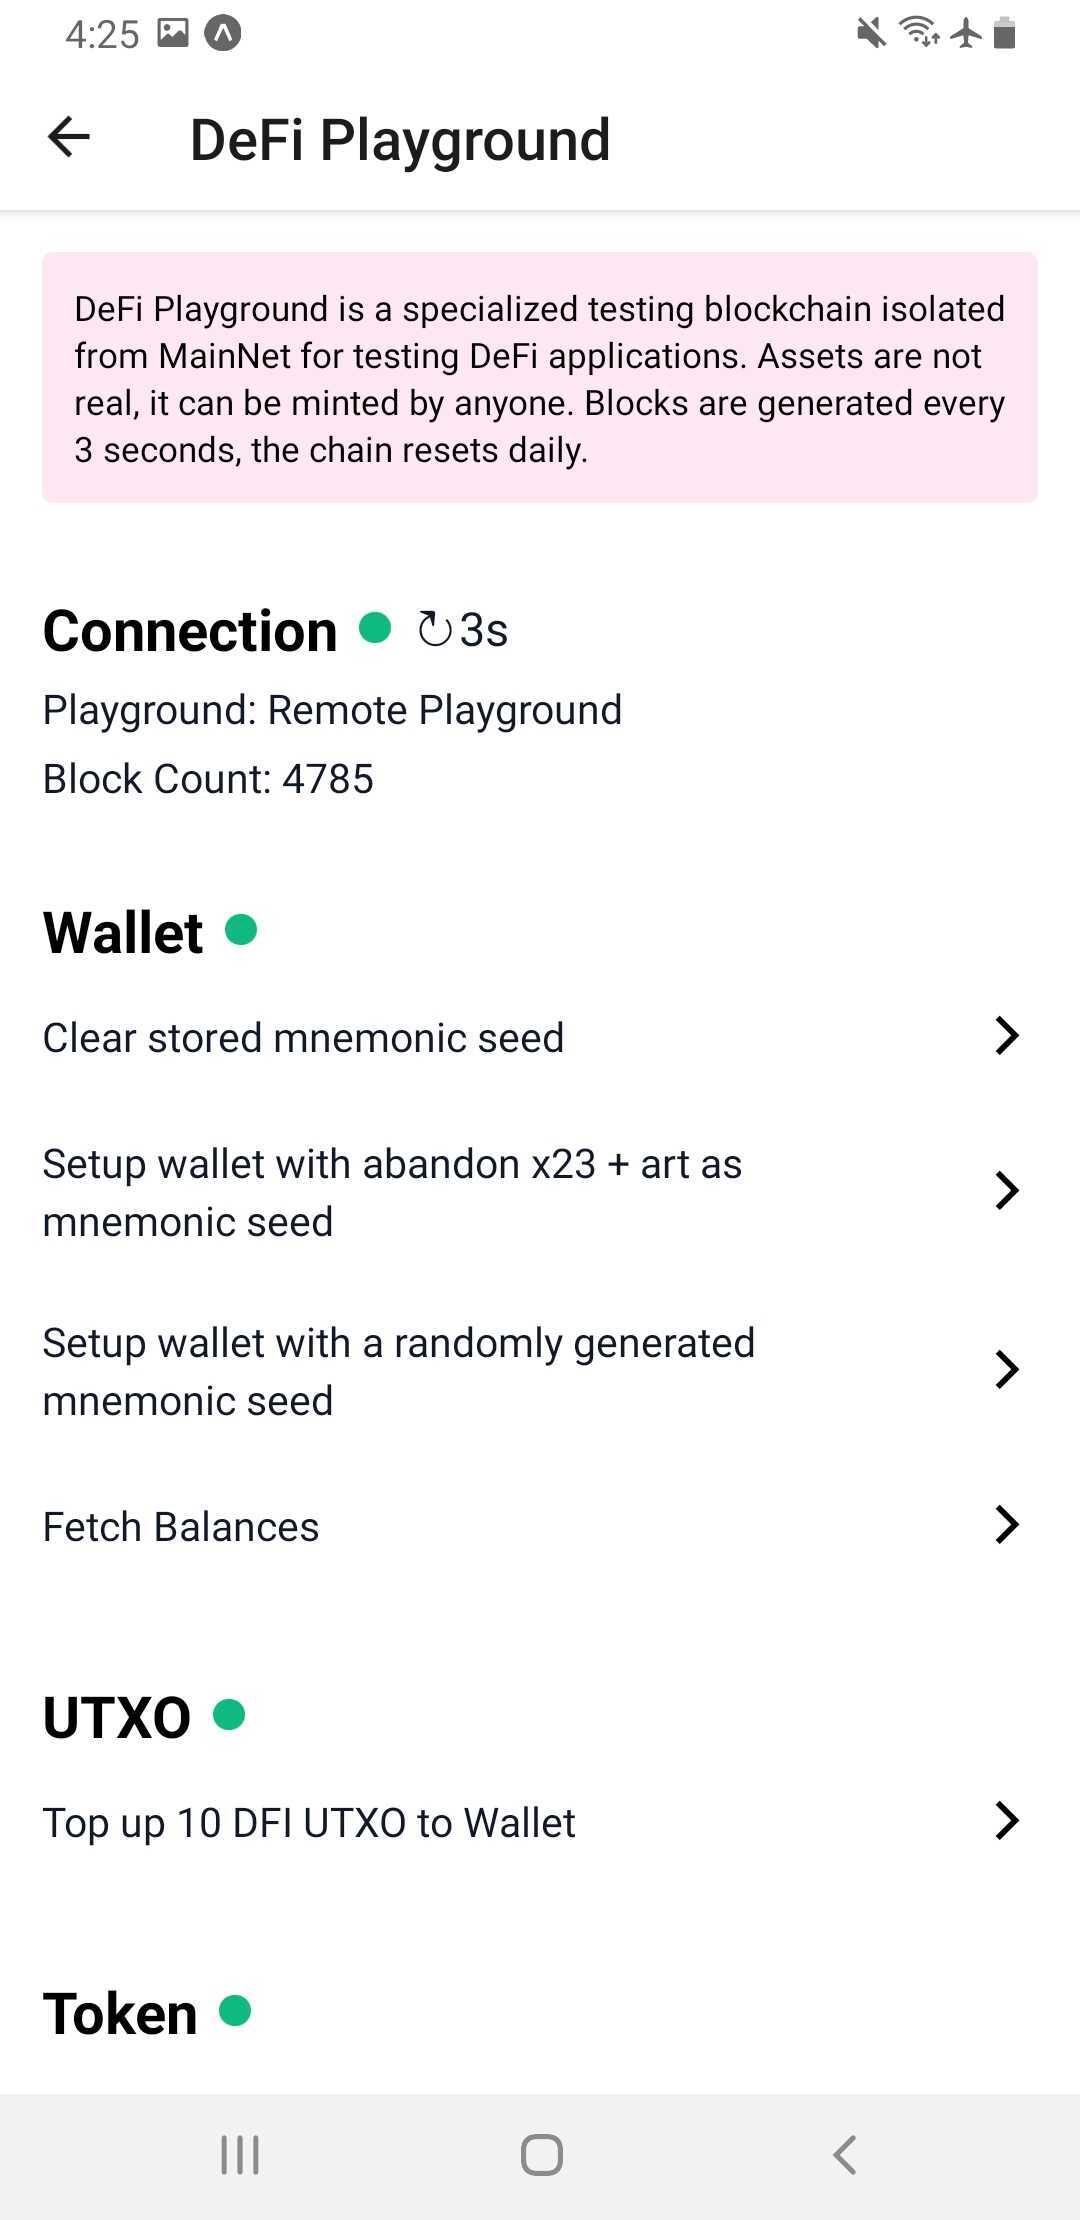 4:25
DeFi Playground
DeFi Playground is a specialized testing blockchain isolated
from MainNet for testing DeFi applications. Assets are not
real, it can be minted by anyone. Blocks are generated every
3 seconds, the chain resets daily.
Connection 3s
Playground: Remote Playground
Block Count: 4785
Wallet
Clear stored mnemonic seed
Setup wallet with abandon x23 + art as
mnemonic seed
Setup wallet with a randomly generated
mnemonic seed
Fetch Balances
UTXO
Top up 10 DFI UTXO to Wallet
Token